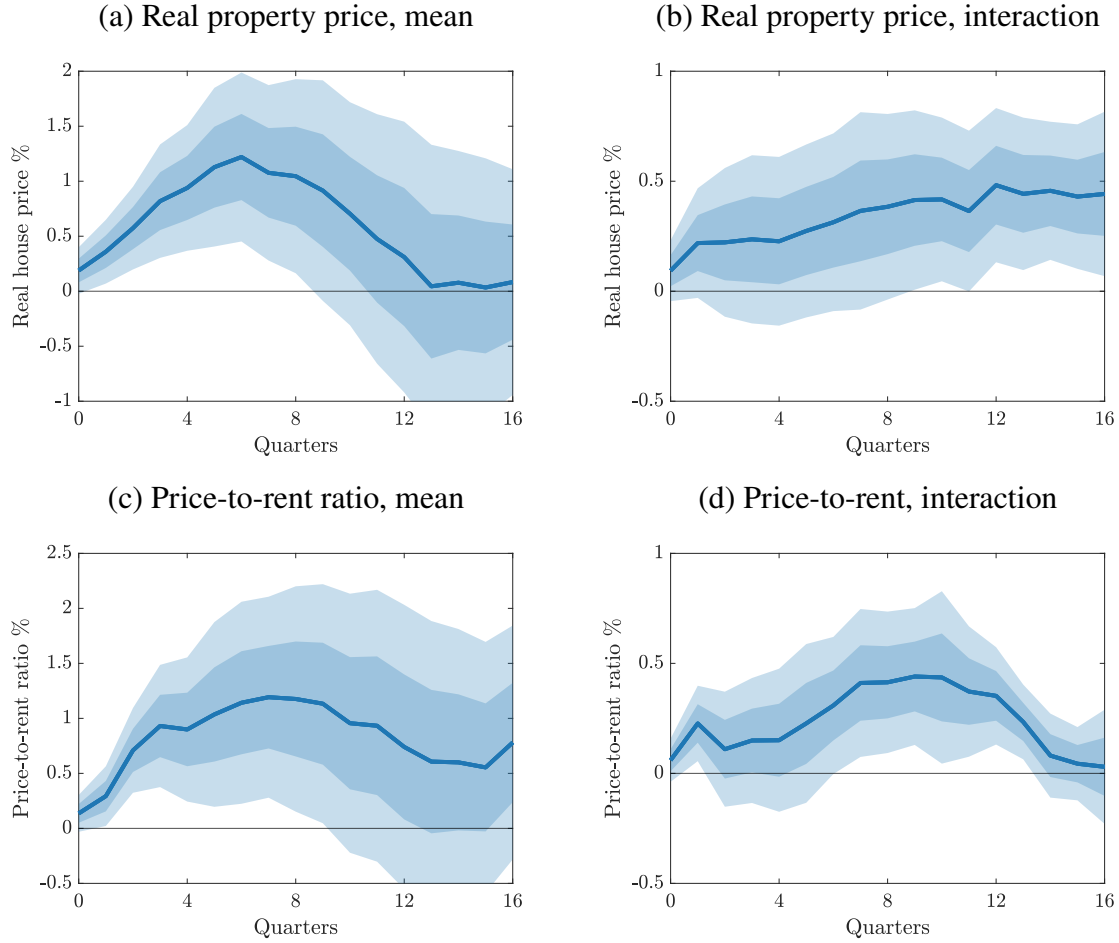 (a) Real property price, mean
Real house price %
2
1.5
1
0.5
0
-0.5
-1
0 4 8 12 16
Quarters
(b) Real property price, interaction
Real house price %
1
0.5
0
-0.5
0 4 8 12 16
Quarters
(c) Price-to-rent ratio, mean
Price-to-rent ratio %
2.5
2
1.5
1
0.5
0
-0.5
0 4 8 12 16
Quarters
(d) Price-to-rent, interaction
Price-to-rent ratio %
1
0.5
0
-0.5
0 4 8 12 16
Quarters